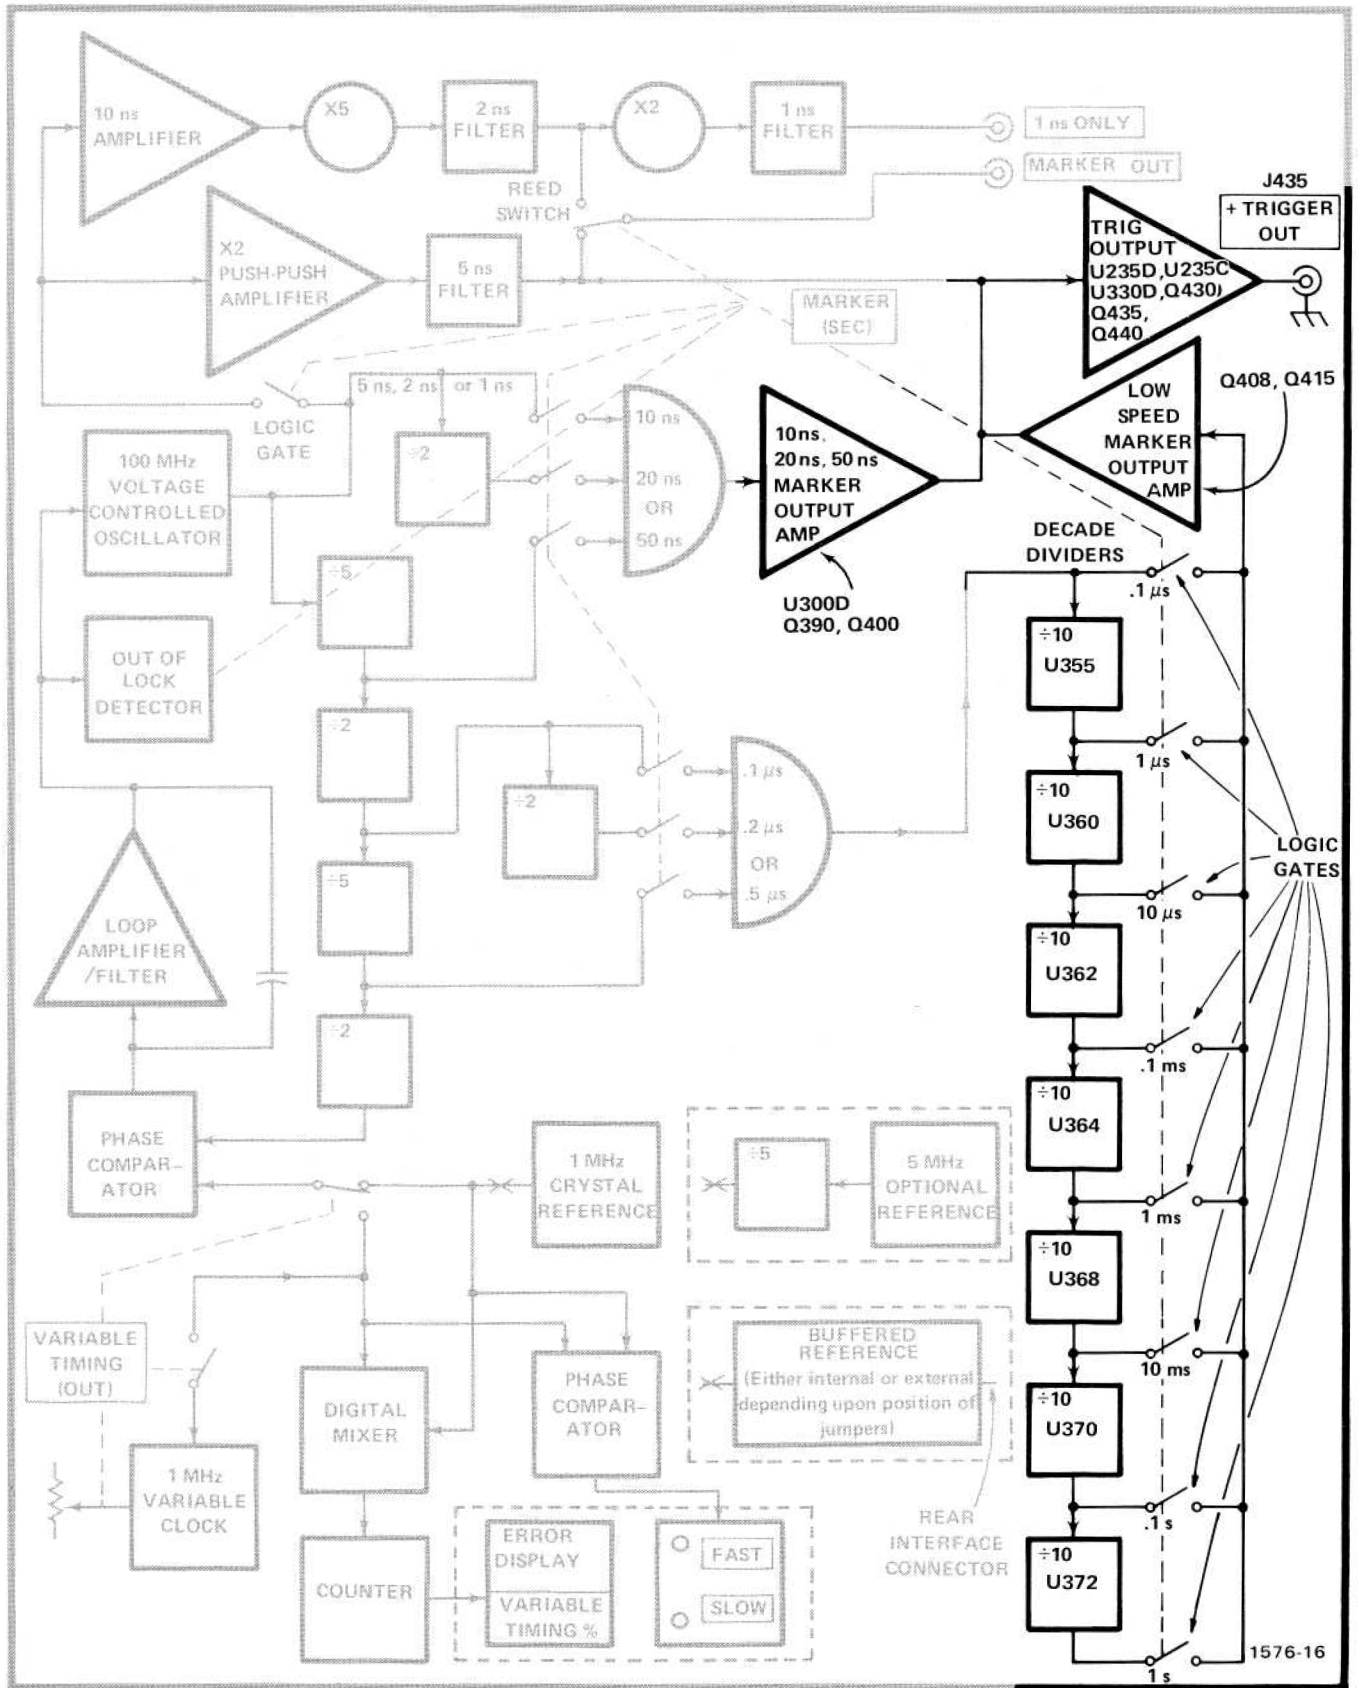 10 ns
AMPLIFIER
X5
2 ns
FILTER
X2
1 ns
FILTER
1 ns ONLY
MARKER OUT
REED
SWITCH
J435
+ TRIGGER
OUT
X2
PUSH-PUSH
AMPLIFIER
5 ns
FILTER
MARKER
(SEC)
TRIG
OUTPUT
U235D, U235C
U330D, Q430,
Q435,
Q440
LOGIC
GATE
5 ns, 2 ns or 1 ns
÷2
10 ns
20 ns
OR
50 ns
10ns,
20ns, 50 ns
MARKER
OUTPUT
AMP
U300D
Q390, Q400
LOW
SPEED
MARKER
OUTPUT
AMP
Q408, Q415
100 MHz
VOLTAGE
CONTROLLED
OSCILLATOR
÷5
OUT OF
LOCK
DETECTOR
÷2
÷2
.1 µs
.2 µs
OR
.5 µs
DECADE
DIVIDERS
.1 µs
÷10
U355
1 µs
÷10
U360
10 µs
÷10
U362
.1 ms
÷10
U364
1 ms
÷10
U368
10 ms
÷10
U370
.1 s
÷10
U372
1 s
LOGIC
GATES
LOOP
AMPLIFIER
/FILTER
÷5
÷2
PHASE
COMPAR-
ATOR
1 MHz
CRYSTAL
REFERENCE
÷5
5 MHz
OPTIONAL
REFERENCE
VARIABLE
TIMING
(OUT)
1 MHz
VARIABLE
CLOCK
DIGITAL
MIXER
PHASE
COMPAR-
ATOR
BUFFERED
REFERENCE
(Either internal or external
depending upon position of
jumpers)
REAR
INTERFACE
CONNECTOR
COUNTER
ERROR
DISPLAY
VARIABLE
TIMING %
FAST
SLOW
1576-16